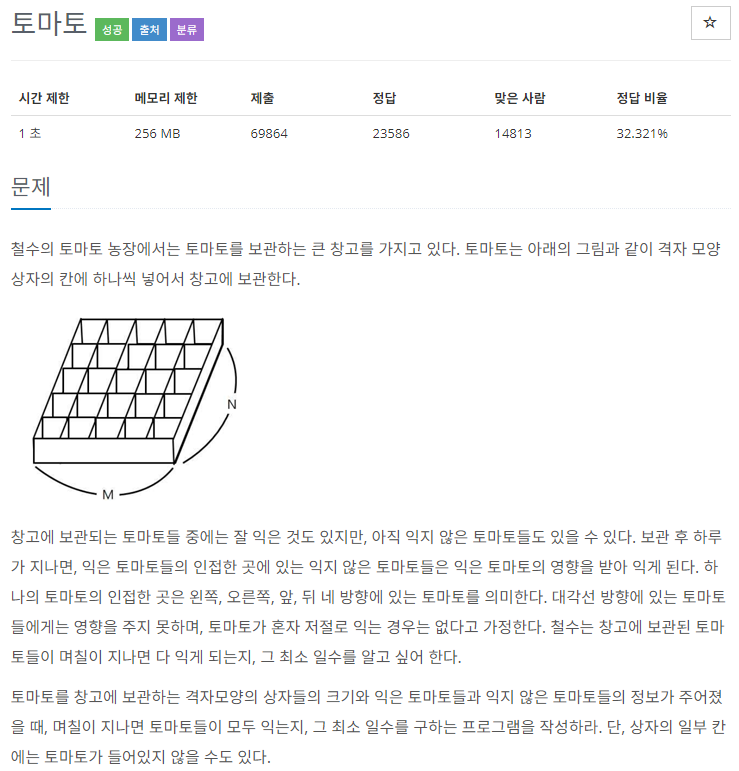 토마토 성공 출처 분류 ☆
시간 제한 메모리 제한 제출 정답 맞은 사람 정답 비율
1 초 256 MB 69864 23586 14813 32.321%
문제
철수의 토마토 농장에서는 토마토를 보관하는 큰 창고를 가지고 있다. 토마토는 아래의 그림과 같이 격자 모양
상자의 칸에 하나씩 넣어서 창고에 보관한다.
N
M
창고에 보관되는 토마토들 중에는 잘 익은 것도 있지만, 아직 익지 않은 토마토들도 있을 수 있다. 보관 후 하루
가 지나면, 익은 토마토들의 인접한 곳에 있는 익지 않은 토마토들은 익은 토마토의 영향을 받아 익게 된다. 하
나의 토마토의 인접한 곳은 왼쪽, 오른쪽, 앞, 뒤 네 방향에 있는 토마토를 의미한다. 대각선 방향에 있는 토마토
들에게는 영향을 주지 못하며, 토마토가 혼자 저절로 익는 경우는 없다고 가정한다. 철수는 창고에 보관된 토마
토들이 며칠이 지나면 다 익게 되는지, 그 최소 일수를 알고 싶어 한다.
토마토를 창고에 보관하는 격자모양의 상자들의 크기와 익은 토마토들과 익지 않은 토마토들의 정보가 주어졌
을 때, 며칠이 지나면 토마토들이 모두 익는지, 그 최소 일수를 구하는 프로그램을 작성하라. 단, 상자의 일부 칸
에는 토마토가 들어있지 않을 수도 있다.